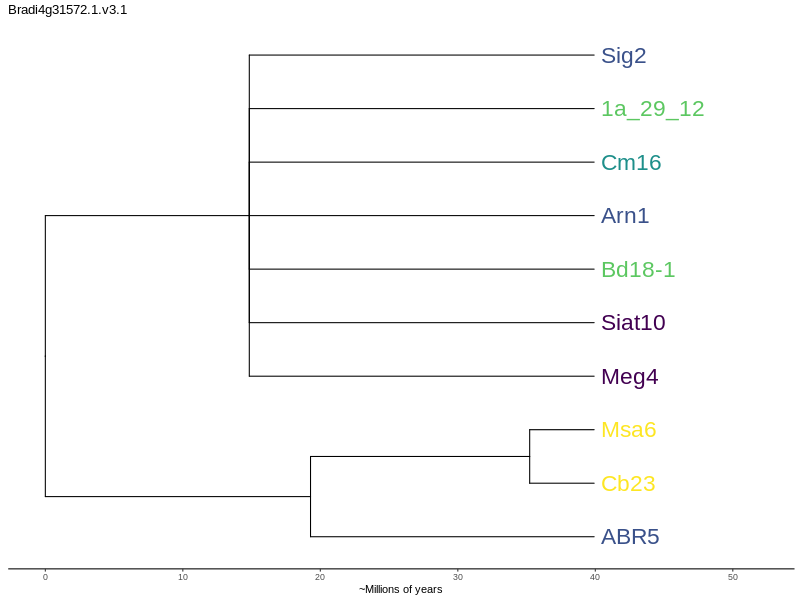 Bradi4g31572.1.v3.1
Sig2
1a_29_12
Cm16
Arn1
Bd18-1
Siat10
Meg4
Msa6
Cb23
ABR5
0 10 20 30 40 50
~Millions of years